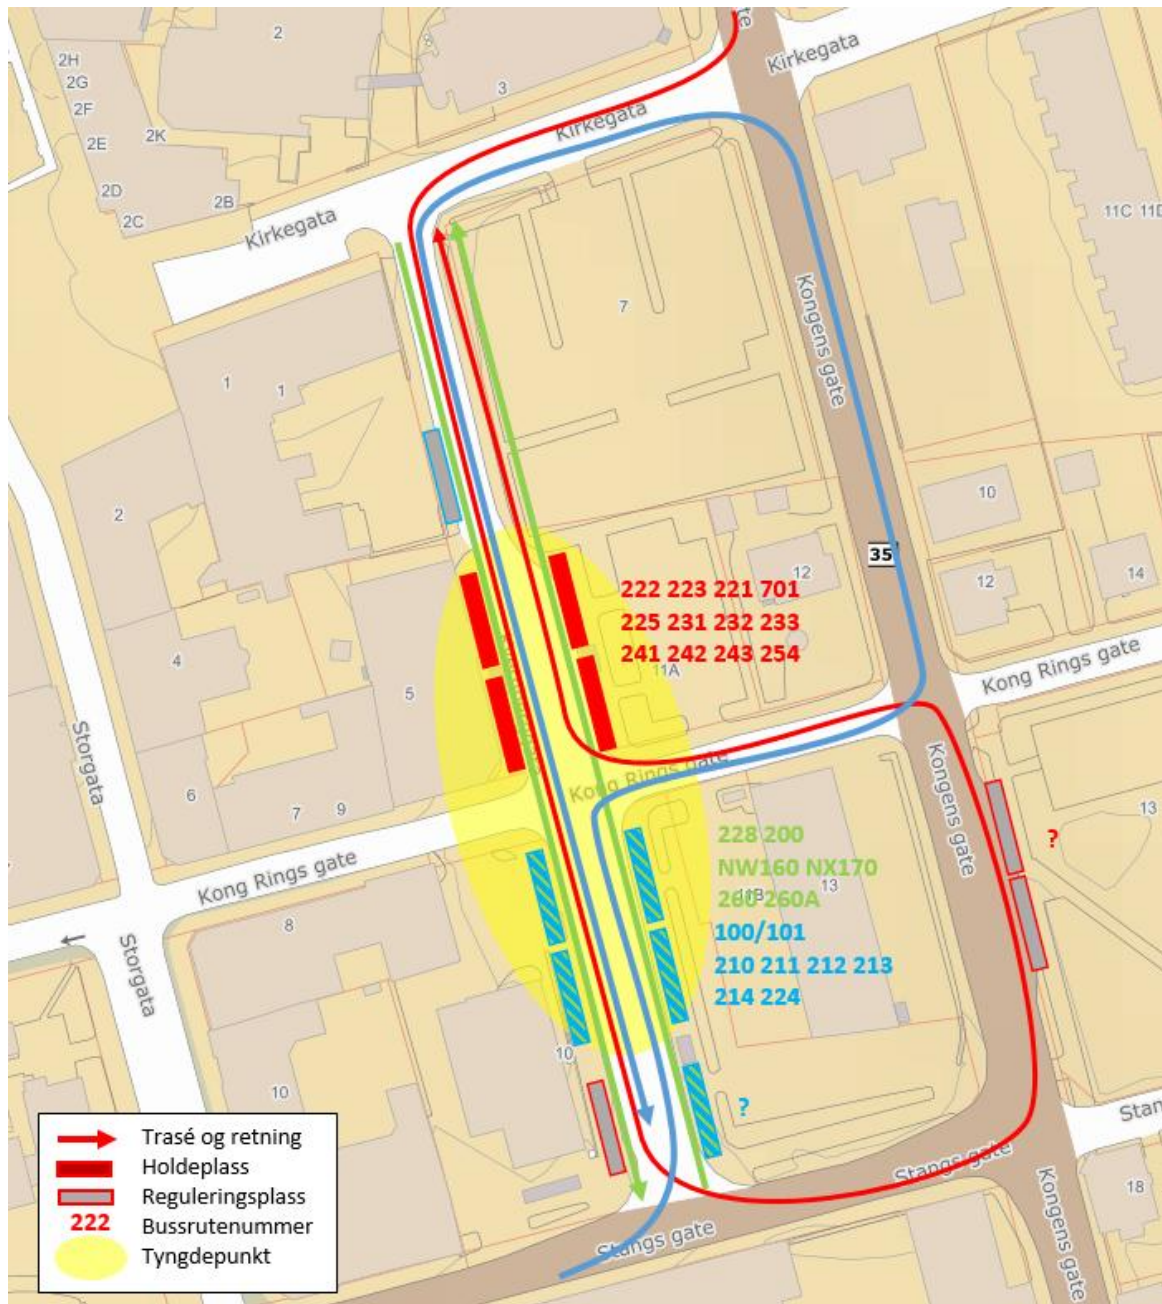 2
te
Kirkegata
2H
2G
3
2F
Kirkegata
2E
2K
2D
2B
11C 11D
2C
Kirkegata
Kongens gate
7
1
1
2
10
35
12
12
14
222 223 221 701
225 231 232 233
241 242 243 254
11A
4
5
Kong Rings gate
Storgata
Kong Rings gate
Kongens gate
6
7
9
13
?
228 200
NW160 NX170
260 260A
11B
13
Kong Rings gate
8
100/101
210 211 212 213
214 224
Storgata
10
10
?
Stan
Trasé og retning
Holdeplass
Reguleringsplass
222 Bussrutenummer
Tyngdepunkt
Stangs gate
18
Kongens gate
Stangs gate